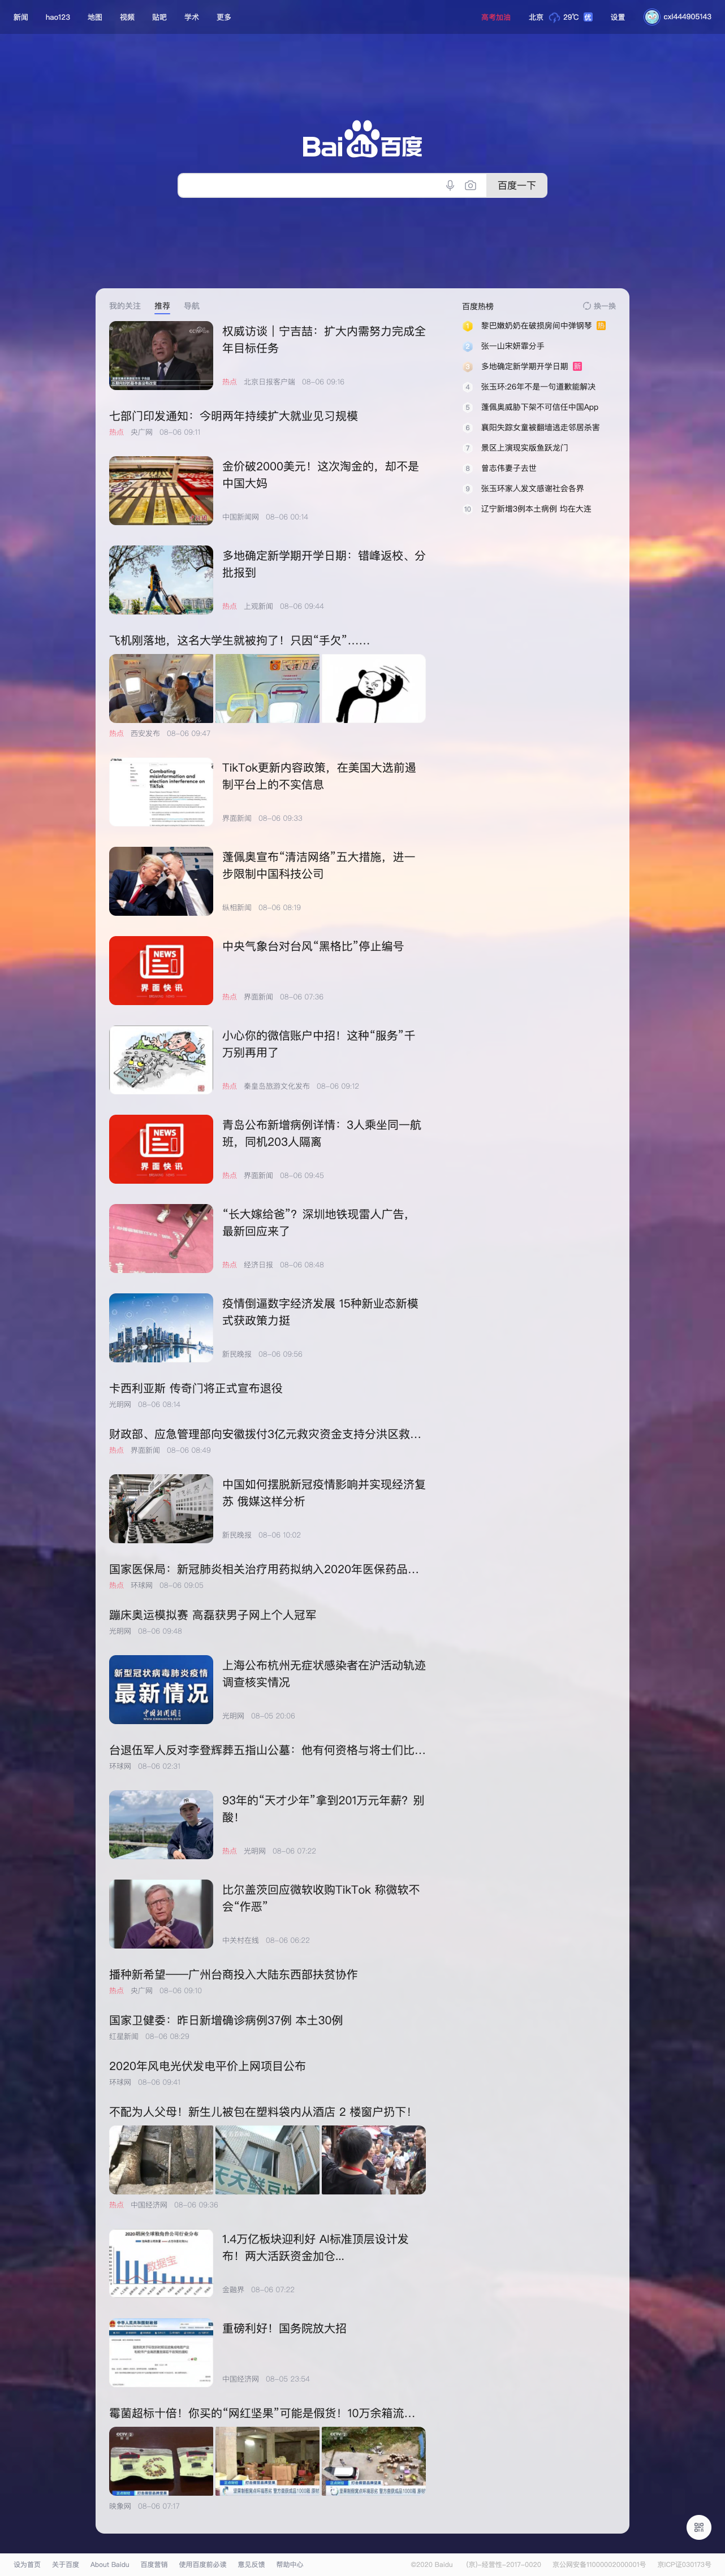 新闻 hao123 地图 视频 贴吧 学术 更多 高考加油 北京 29℃ 优 设置 cxl444905143
Bai du 百度
百度一下
我的关注 推荐 导航
权威访谈｜宁吉喆：扩大内需努力完成全
年目标任务
热点 北京日报客户端 08-06 09:16
七部门印发通知：今明两年持续扩大就业见习规模
热点 央广网 08-06 09:11
金价破2000美元！这次淘金的，却不是
中国大妈
中国新闻网 08-06 00:14
多地确定新学期开学日期：错峰返校、分
批报到
热点 上观新闻 08-06 09:44
飞机刚落地，这名大学生就被拘了！只因“手欠”……
热点 西安发布 08-06 09:47
TikTok
Combating
misinformation and
election interference on
TikTok
TikTok更新内容政策，在美国大选前遏
制平台上的不实信息
界面新闻 08-06 09:33
蓬佩奥宣布“清洁网络”五大措施，进一
步限制中国科技公司
纵相新闻 08-06 08:19
NEWS
界面快讯
中央气象台对台风“黑格比”停止编号
热点 界面新闻 08-06 07:36
小心你的微信账户中招！这种“服务”千
万别再用了
热点 秦皇岛旅游文化发布 08-06 09:12
NEWS
界面快讯
青岛公布新增病例详情：3人乘坐同一航
班，同机203人隔离
热点 界面新闻 08-06 09:45
“长大嫁给爸”？深圳地铁现雷人广告，
最新回应来了
热点 经济日报 08-06 08:48
疫情倒逼数字经济发展 15种新业态新模
式获政策力挺
新民晚报 08-06 09:56
卡西利亚斯 传奇门将正式宣布退役
光明网 08-06 08:14
财政部、应急管理部向安徽拨付3亿元救灾资金支持分洪区救…
热点 界面新闻 08-06 08:49
中国如何摆脱新冠疫情影响并实现经济复
苏 俄媒这样分析
新民晚报 08-06 10:02
国家医保局：新冠肺炎相关治疗用药拟纳入2020年医保药品…
热点 环球网 08-06 09:05
蹦床奥运模拟赛 高磊获男子网上个人冠军
光明网 08-06 09:48
新型冠状病毒肺炎疫情
最新情况
中国新闻网
上海公布杭州无症状感染者在沪活动轨迹
调查核实情况
光明网 08-05 20:06
台退伍军人反对李登辉葬五指山公墓：他有何资格与将士们比…
环球网 08-06 02:31
93年的“天才少年”拿到201万元年薪？别
酸！
热点 光明网 08-06 07:22
比尔盖茨回应微软收购TikTok 称微软不
会“作恶”
中关村在线 08-06 06:22
播种新希望——广州台商投入大陆东西部扶贫协作
热点 央广网 08-06 09:10
国家卫健委：昨日新增确诊病例37例 本土30例
红星新闻 08-06 08:29
2020年风电光伏发电平价上网项目公布
环球网 08-06 09:41
不配为人父母！新生儿被包在塑料袋内从酒店 2 楼窗户扔下！
热点 中国经济网 08-06 09:36
数据宝
1.4万亿板块迎利好 AI标准顶层设计发
布！两大活跃资金加仓...
金融界 08-06 07:22
重磅利好！国务院放大招
中国经济网 08-05 23:54
霉菌超标十倍！你买的“网红坚果”可能是假货！10万余箱流…
映象网 08-06 07:17
百度热榜 换一换
1 黎巴嫩奶奶在破损房间中弹钢琴 热
2 张一山宋妍霏分手
3 多地确定新学期开学日期 新
4 张玉环:26年不是一句道歉能解决
5 蓬佩奥威胁下架不可信任中国App
6 襄阳失踪女童被翻墙逃走邻居杀害
7 景区上演现实版鱼跃龙门
8 曾志伟妻子去世
9 张玉环家人发文感谢社会各界
10 辽宁新增3例本土病例 均在大连
设为首页 关于百度 About Baidu 百度营销 使用百度前必读 意见反馈 帮助中心 ©2020 Baidu (京)-经营性-2017-0020 京公网安备11000002000001号 京ICP证030173号